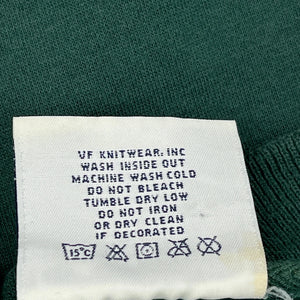 VF KNITWEAR, INC
WASH INSIDE OUT
MACHINE WASH COLD
DO NOT BLEACH
TUMBLE DRY LOW
DO NOT IRON
OR DRY CLEAN
IF DECORATED
15°C